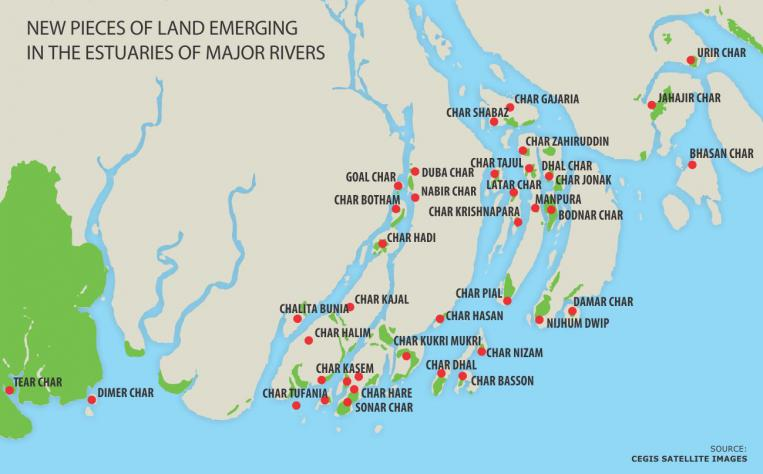 NEW PIECES OF LAND EMERGING
IN THE ESTUARIES OF MAJOR RIVERS
URIR CHAR
CHAR GAJARIA
JAHAJIR CHAR
CHAR SHABAZ
CHAR ZAHIRUDDIN
BHASAN CHAR
CHAR TAJUL
DHAL CHAR
GOAL CHAR
DUBA CHAR
CHAR JONAK
LATAR CHAR
NABIR CHAR
CHAR BOTHAM
MANPURA
CHAR KRISHNAPARA
BODNAR CHAR
CHAR HADI
CHAR PIAL
CHAR KAJAL
DAMAR CHAR
CHALITA BUNIA
CHAR HASAN
NIJHUM DWIP
CHAR HALIM
CHAR KUKRI MUKRI
CHAR NIZAM
CHAR KASEM
CHAR DHAL
TEAR CHAR
CHAR BASSON
DIMER CHAR
CHAR TUFANIA
CHAR HARE
SONAR CHAR
SOURCE:
CEGIS SATELLITE IMAGES